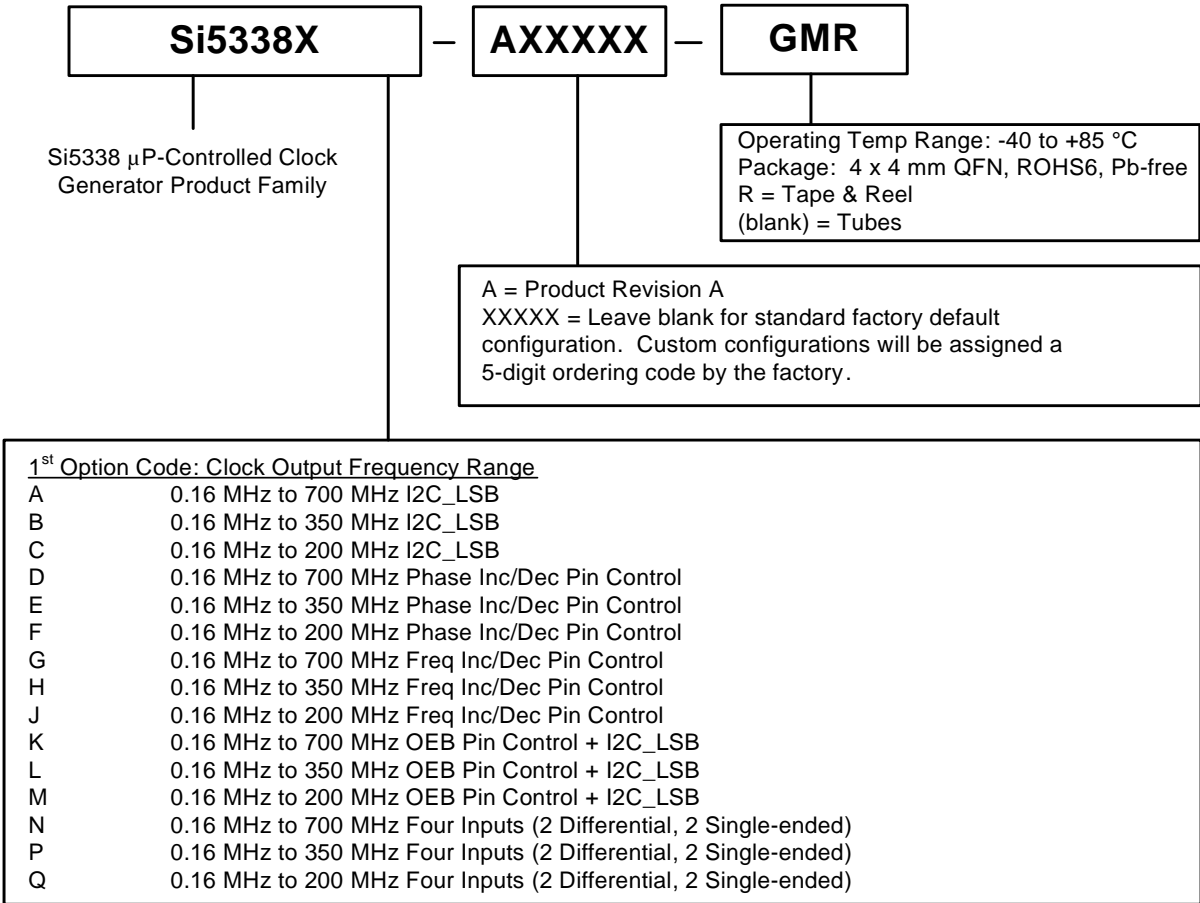 Si5338X – AXXXXX – GMR
Si5338 μP-Controlled Clock
Generator Product Family
Operating Temp Range: -40 to +85 °C
Package: 4 x 4 mm QFN, ROHS6, Pb-free
R = Tape & Reel
(blank) = Tubes
A = Product Revision A
XXXXX = Leave blank for standard factory default
configuration. Custom configurations will be assigned a
5-digit ordering code by the factory.
1st Option Code: Clock Output Frequency Range
A 0.16 MHz to 700 MHz I2C_LSB
B 0.16 MHz to 350 MHz I2C_LSB
C 0.16 MHz to 200 MHz I2C_LSB
D 0.16 MHz to 700 MHz Phase Inc/Dec Pin Control
E 0.16 MHz to 350 MHz Phase Inc/Dec Pin Control
F 0.16 MHz to 200 MHz Phase Inc/Dec Pin Control
G 0.16 MHz to 700 MHz Freq Inc/Dec Pin Control
H 0.16 MHz to 350 MHz Freq Inc/Dec Pin Control
J 0.16 MHz to 200 MHz Freq Inc/Dec Pin Control
K 0.16 MHz to 700 MHz OEB Pin Control + I2C_LSB
L 0.16 MHz to 350 MHz OEB Pin Control + I2C_LSB
M 0.16 MHz to 200 MHz OEB Pin Control + I2C_LSB
N 0.16 MHz to 700 MHz Four Inputs (2 Differential, 2 Single-ended)
P 0.16 MHz to 350 MHz Four Inputs (2 Differential, 2 Single-ended)
Q 0.16 MHz to 200 MHz Four Inputs (2 Differential, 2 Single-ended)